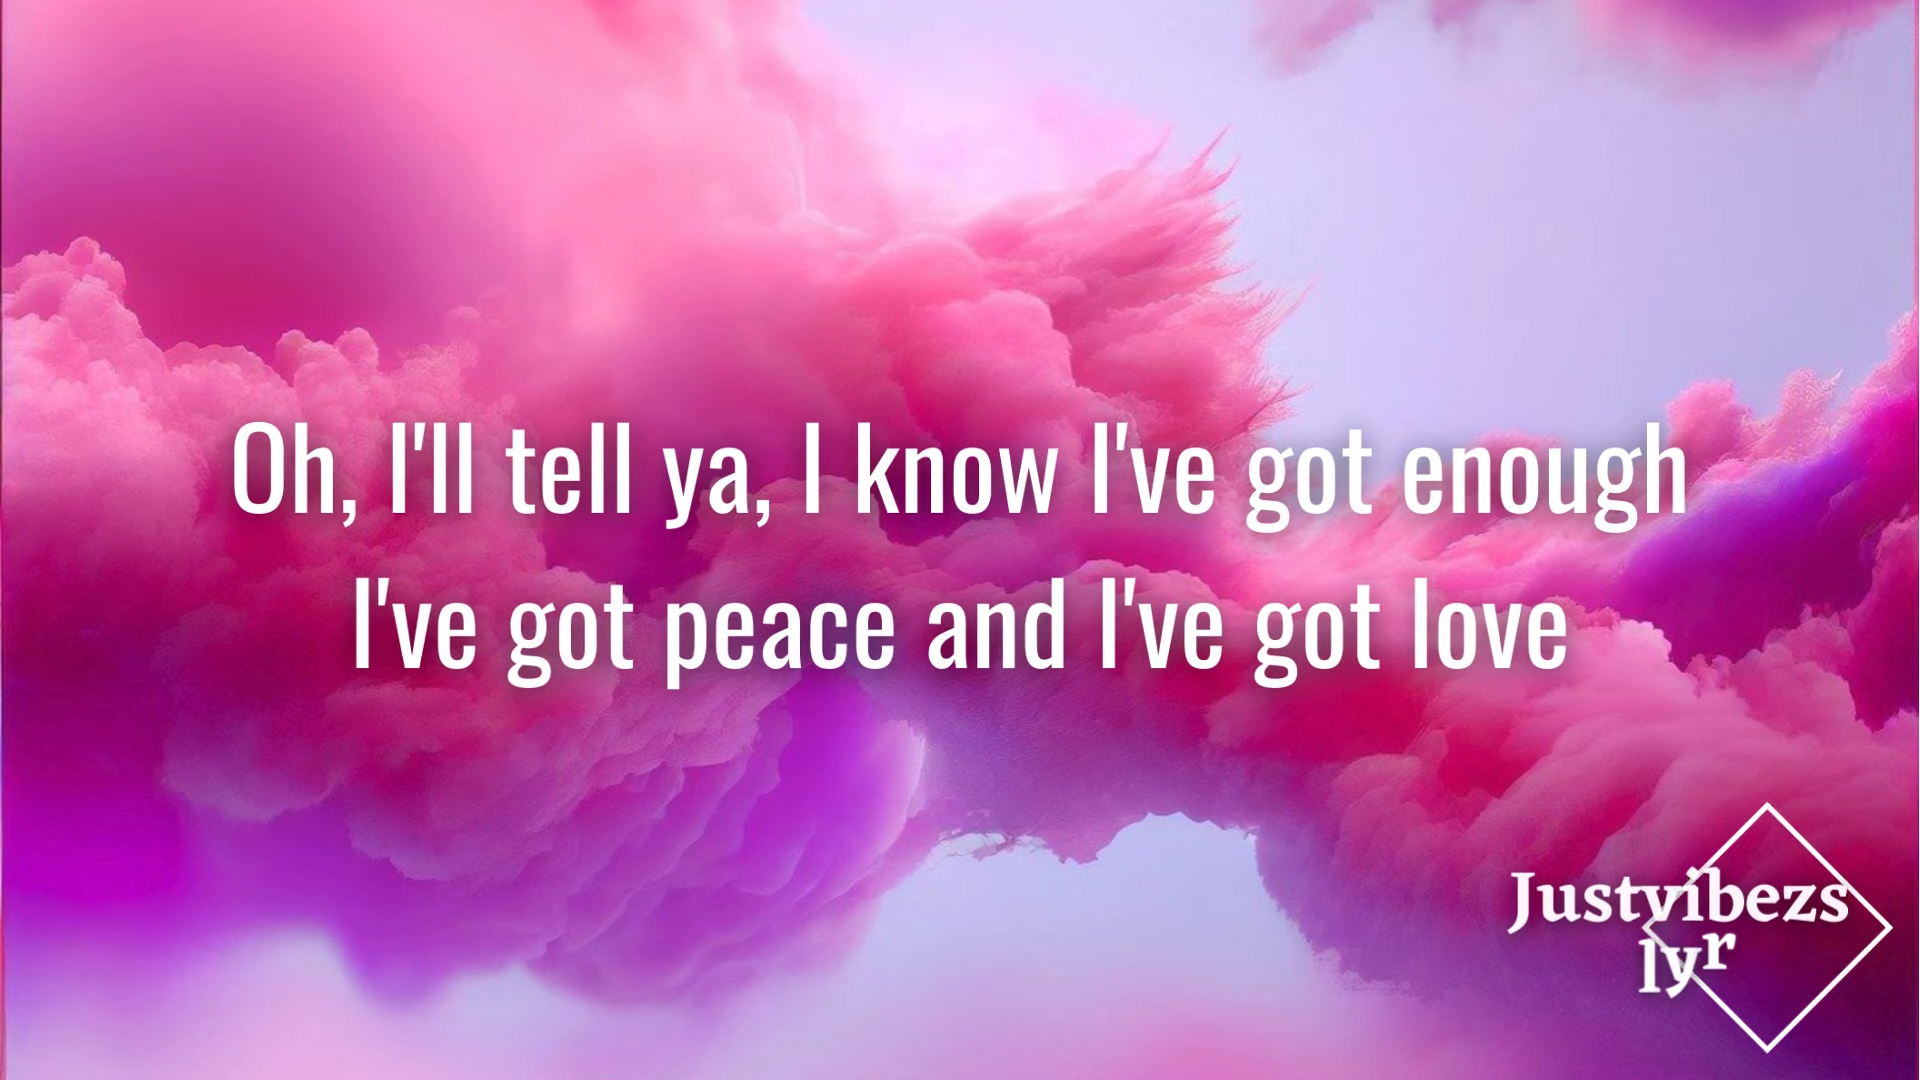 Oh, I'll tell ya, I know I've got enough
I've got peace and I've got love
Justvibezs
lyr